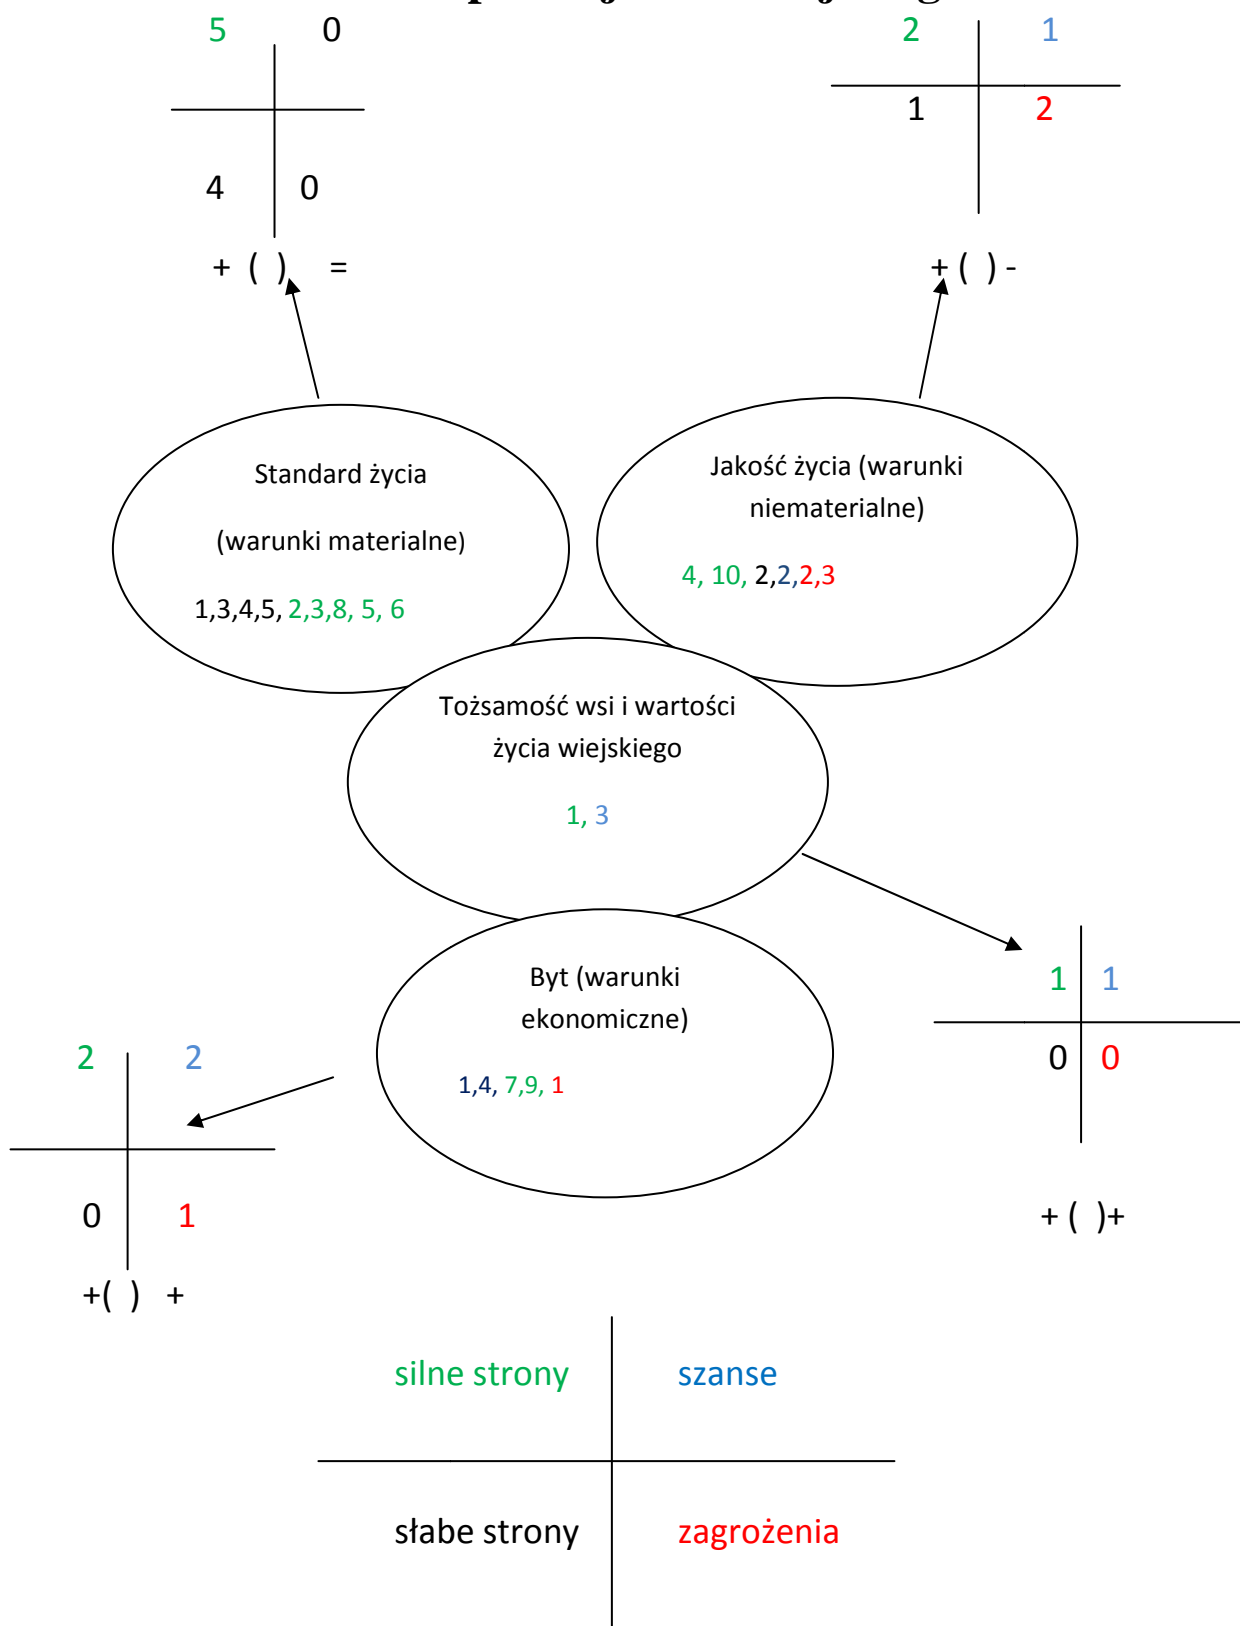 5 0
4 0
+ ( ) =
2 1
1 2
+ ( ) -
Standard życia
(warunki materialne)
1,3,4,5, 2,3,8, 5, 6
Jakość życia (warunki
niematerialne)
4, 10, 2,2,2,3
Tożsamość wsi i wartości
życia wiejskiego
1, 3
Byt (warunki
ekonomiczne)
1,4, 7,9, 1
1 1
0 0
+ ( )+
2 2
0 1
+( ) +
silne strony szanse
słabe strony zagrożenia